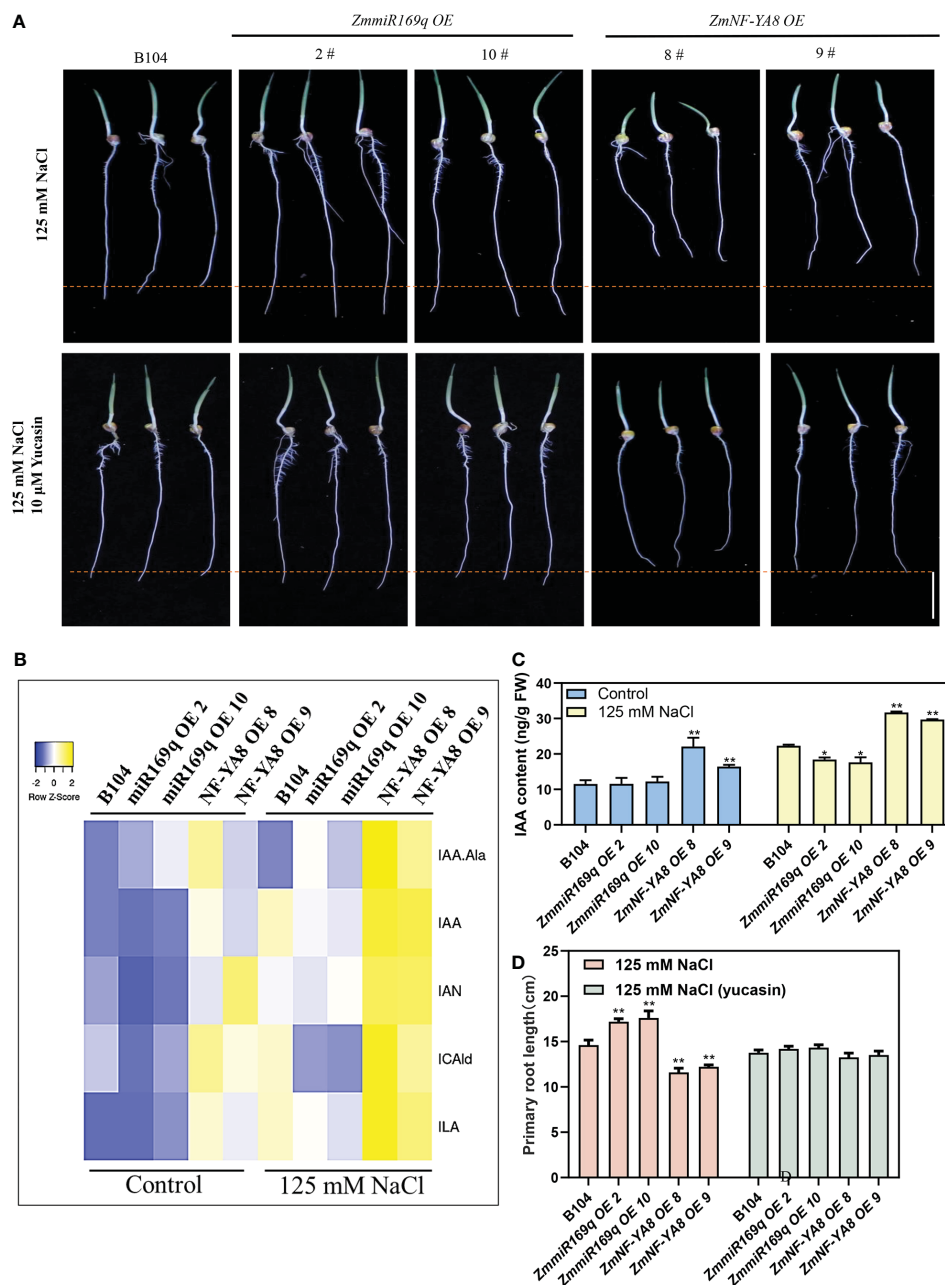 A
ZmmiR169q OE
ZmNF-YA8 OE
B104
2 #
10 #
8 #
9 #
125 mM NaCl
125 mM NaCl
10 µM Yucasin
B
-2 0 2
Row Z-Score
B104
miR169q OE 2
miR169q OE 10
NF-YA8 OE 8
NF-YA8 OE 9
B104
miR169q OE 2
miR169q OE 10
NF-YA8 OE 8
NF-YA8 OE 9
IAA.Ala
IAA
IAN
ICAld
ILA
Control
125 mM NaCl
C
IAA content (ng/g FW)
40
30
20
10
0
Control
125 mM NaCl
**
**
*
*
**
**
B104
ZmmiR169q OE 2
ZmmiR169q OE 10
ZmNF-YA8 OE 8
ZmNF-YA8 OE 9
B104
ZmmiR169q OE 2
ZmmiR169q OE 10
ZmNF-YA8 OE 8
ZmNF-YA8 OE 9
D
Primary root length(cm)
25
20
15
10
5
0
125 mM NaCl
125 mM NaCl (yucasin)
**
**
**
**
D
B104
ZmmiR169q OE 2
ZmmiR169q OE 10
ZmNF-YA8 OE 8
ZmNF-YA8 OE 9
B104
ZmmiR169q OE 2
ZmmiR169q OE 10
ZmNF-YA8 OE 8
ZmNF-YA8 OE 9